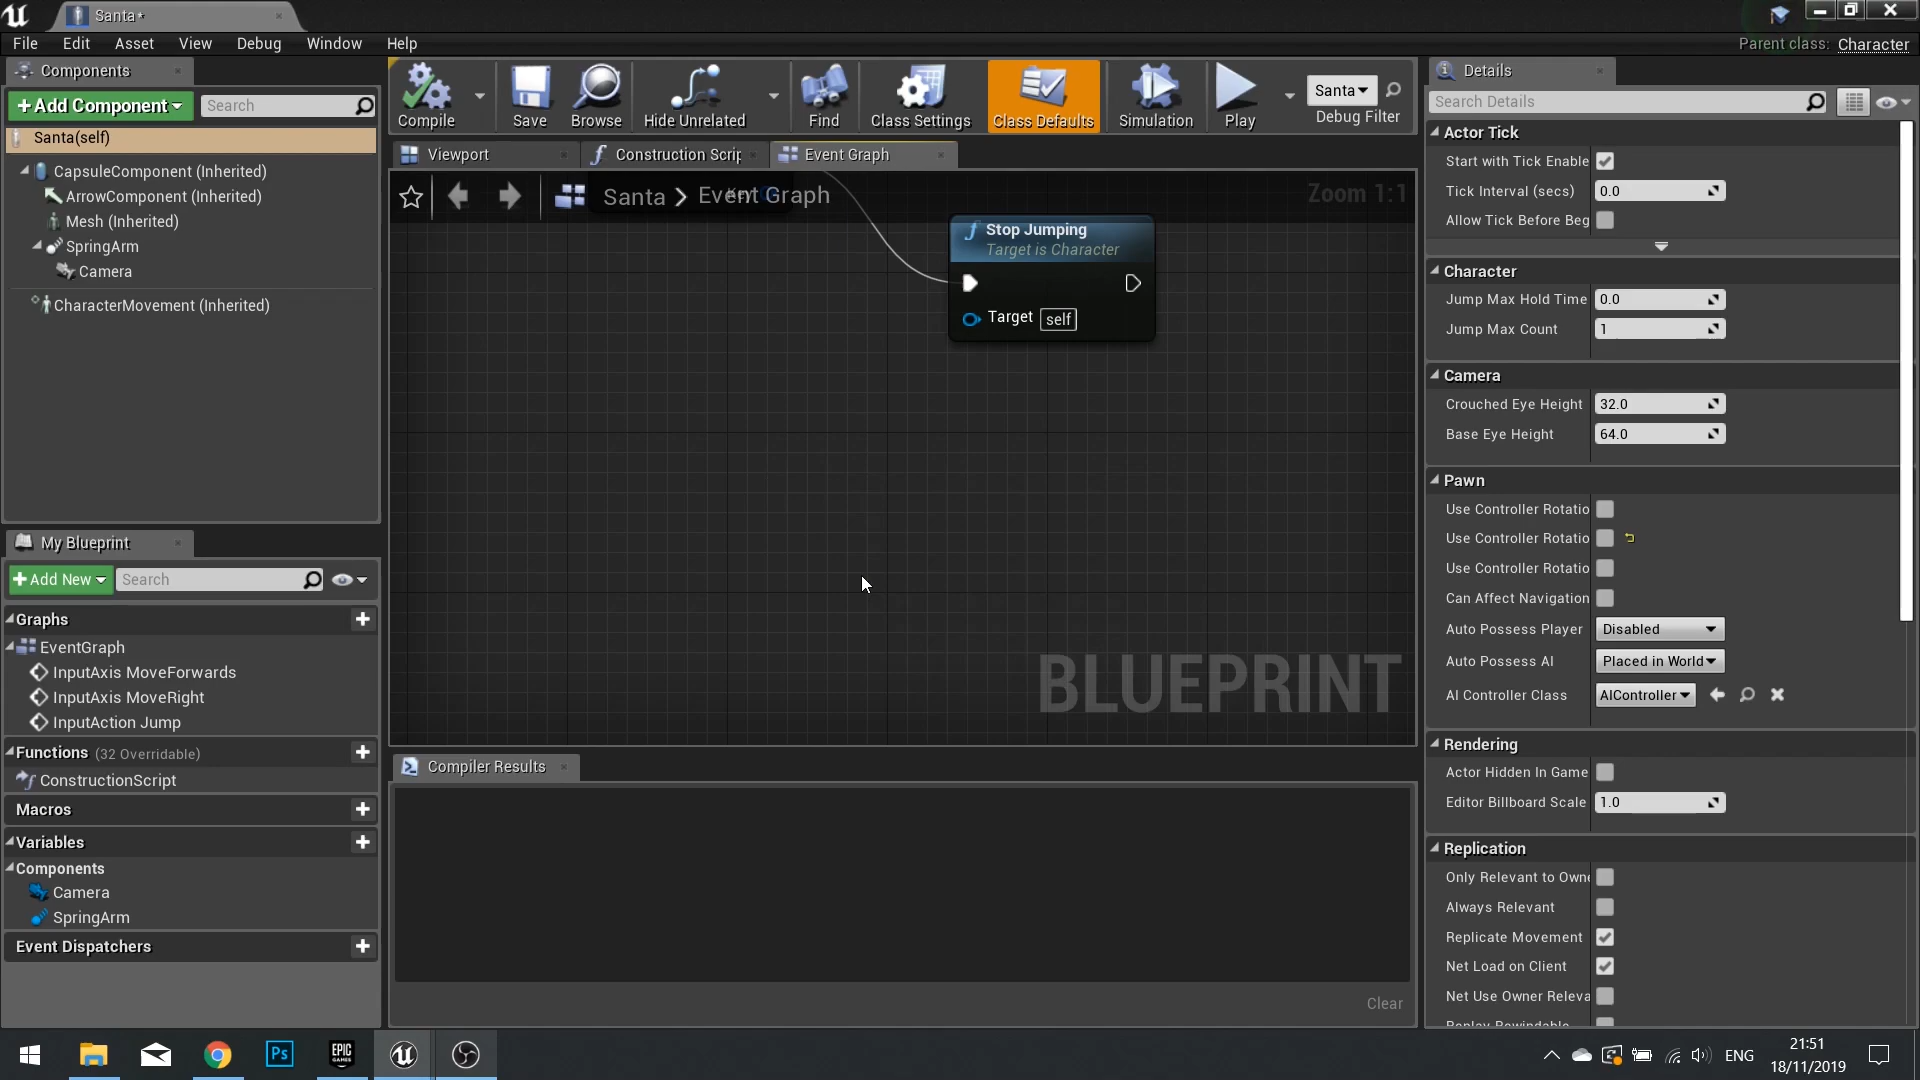 Santa*
File Edit Asset View Debug Window Help
Parent class: Character
Components
+Add Component
Search
Santa(self)
CapsuleComponent (Inherited)
ArrowComponent (Inherited)
Mesh (Inherited)
SpringArm
Camera
CharacterMovement (Inherited)
My Blueprint
+Add New
Search
Graphs
EventGraph
InputAxis MoveForwards
InputAxis MoveRight
InputAction Jump
Functions (32 Overridable)
ConstructionScript
Macros
Variables
Components
Camera
SpringArm
Event Dispatchers
Compile
Save
Browse
Hide Unrelated
Find
Class Settings
Class Defaults
Simulation
Play
Santa
Debug Filter
Viewport
Construction Scrip
Event Graph
Santa > Event Graph
Zoom 1:1
Stop Jumping
Target is Character
Target self
BLUEPRINT
Compiler Results
Clear
Details
Search Details
Actor Tick
Start with Tick Enable
Tick Interval (secs) 0.0
Allow Tick Before Beg
Character
Jump Max Hold Time 0.0
Jump Max Count 1
Camera
Crouched Eye Height 32.0
Base Eye Height 64.0
Pawn
Use Controller Rotatio
Use Controller Rotatio
Use Controller Rotatio
Can Affect Navigation
Auto Possess Player Disabled
Auto Possess AI Placed in World
AI Controller Class AIController
Rendering
Actor Hidden In Game
Editor Billboard Scale 1.0
Replication
Only Relevant to Owne
Always Relevant
Replicate Movement
Net Load on Client
Net Use Owner Releva
Replay Rewindable
Ps
EPIC
GAMES
ENG
21:51
18/11/2019